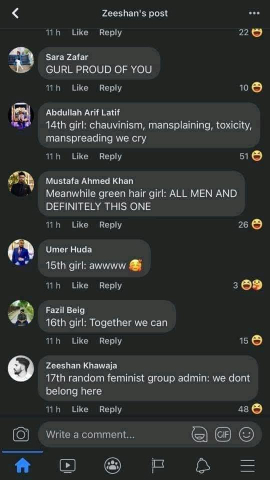 Zeeshan's post
11 h Like Reply 22
Sara Zafar
GURL PROUD OF YOU
11 h Like Reply 10
Abdullah Arif Latif
14th girl: chauvinism, mansplaining, toxicity,
manspreading we cry
11 h Like Reply 51
Mustafa Ahmed Khan
Meanwhile green hair girl: ALL MEN AND
DEFINITELY THIS ONE
11 h Like Reply 26
Umer Huda
15th girl: awwww 🥰
11 h Like Reply 3
Fazil Beig
16th girl: Together we can
11 h Like Reply 15
Zeeshan Khawaja
17th random feminist group admin: we dont
belong here
11 h Like Reply 48
Write a comment...
GIF